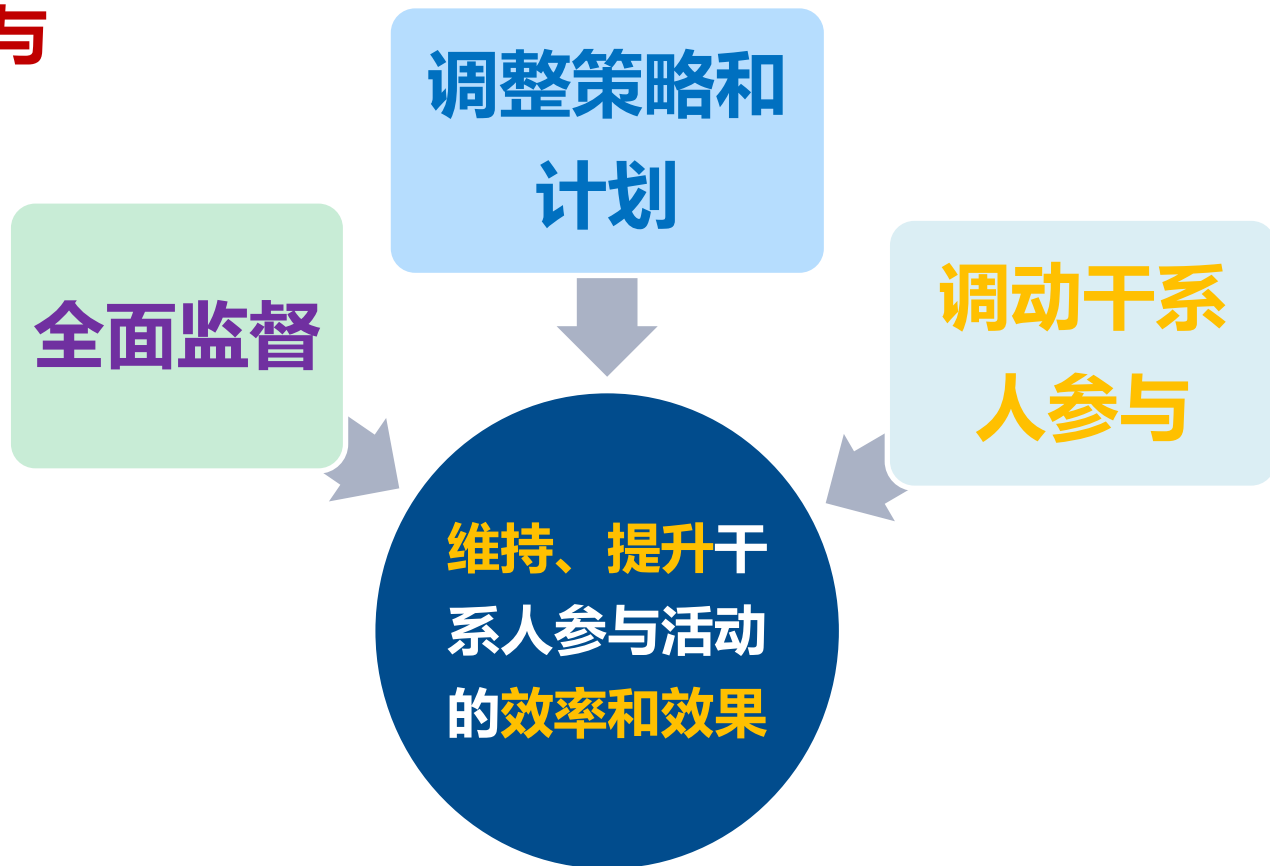 与
调整策略和
计划
全面监督
调动干系
人参与
维持、提升干
系人参与活动
的效率和效果